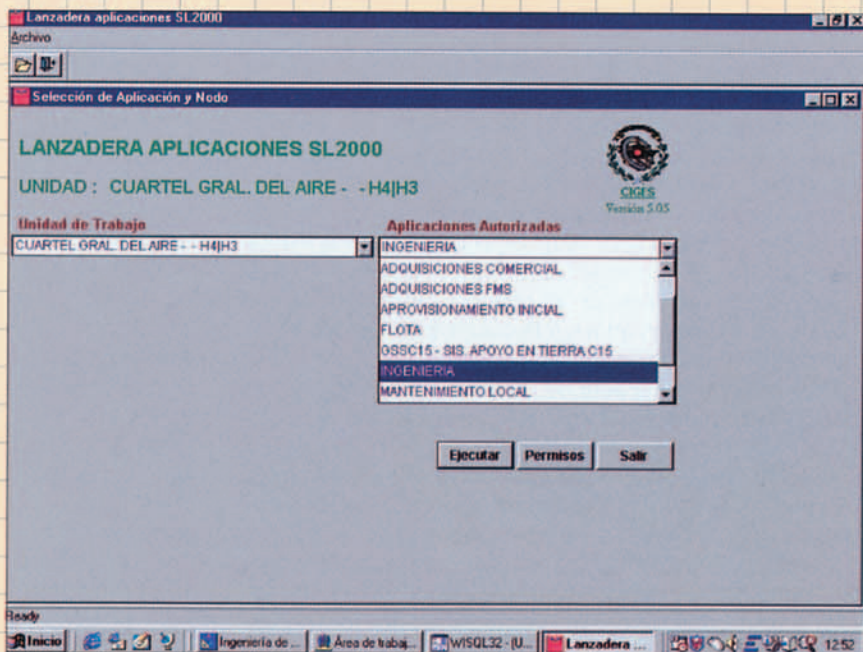 Lanzadera aplicaciones SL2000
Archivo
Selección de Aplicación y Nodo
LANZADERA APLICACIONES SL2000
UNIDAD : CUARTEL GRAL. DEL AIRE - - H4|H3
CIGES
Versión 5.05
Unidad de Trabajo
Aplicaciones Autorizadas
CUARTEL GRAL. DEL AIRE - - H4|H3
INGENIERIA
ADQUISICIONES COMERCIAL
ADQUISICIONES FMS
APROVISIONAMIENTO INICIAL
FLOTA
GSSC15 - SIS. APOYO EN TIERRA C15
INGENIERIA
MANTENIMIENTO LOCAL
Ejecutar Permisos Salir
Ready
Inicio Ingeniería de ... Área de trabaj... WISQL32 - (U... Lanzadera ... 12:52